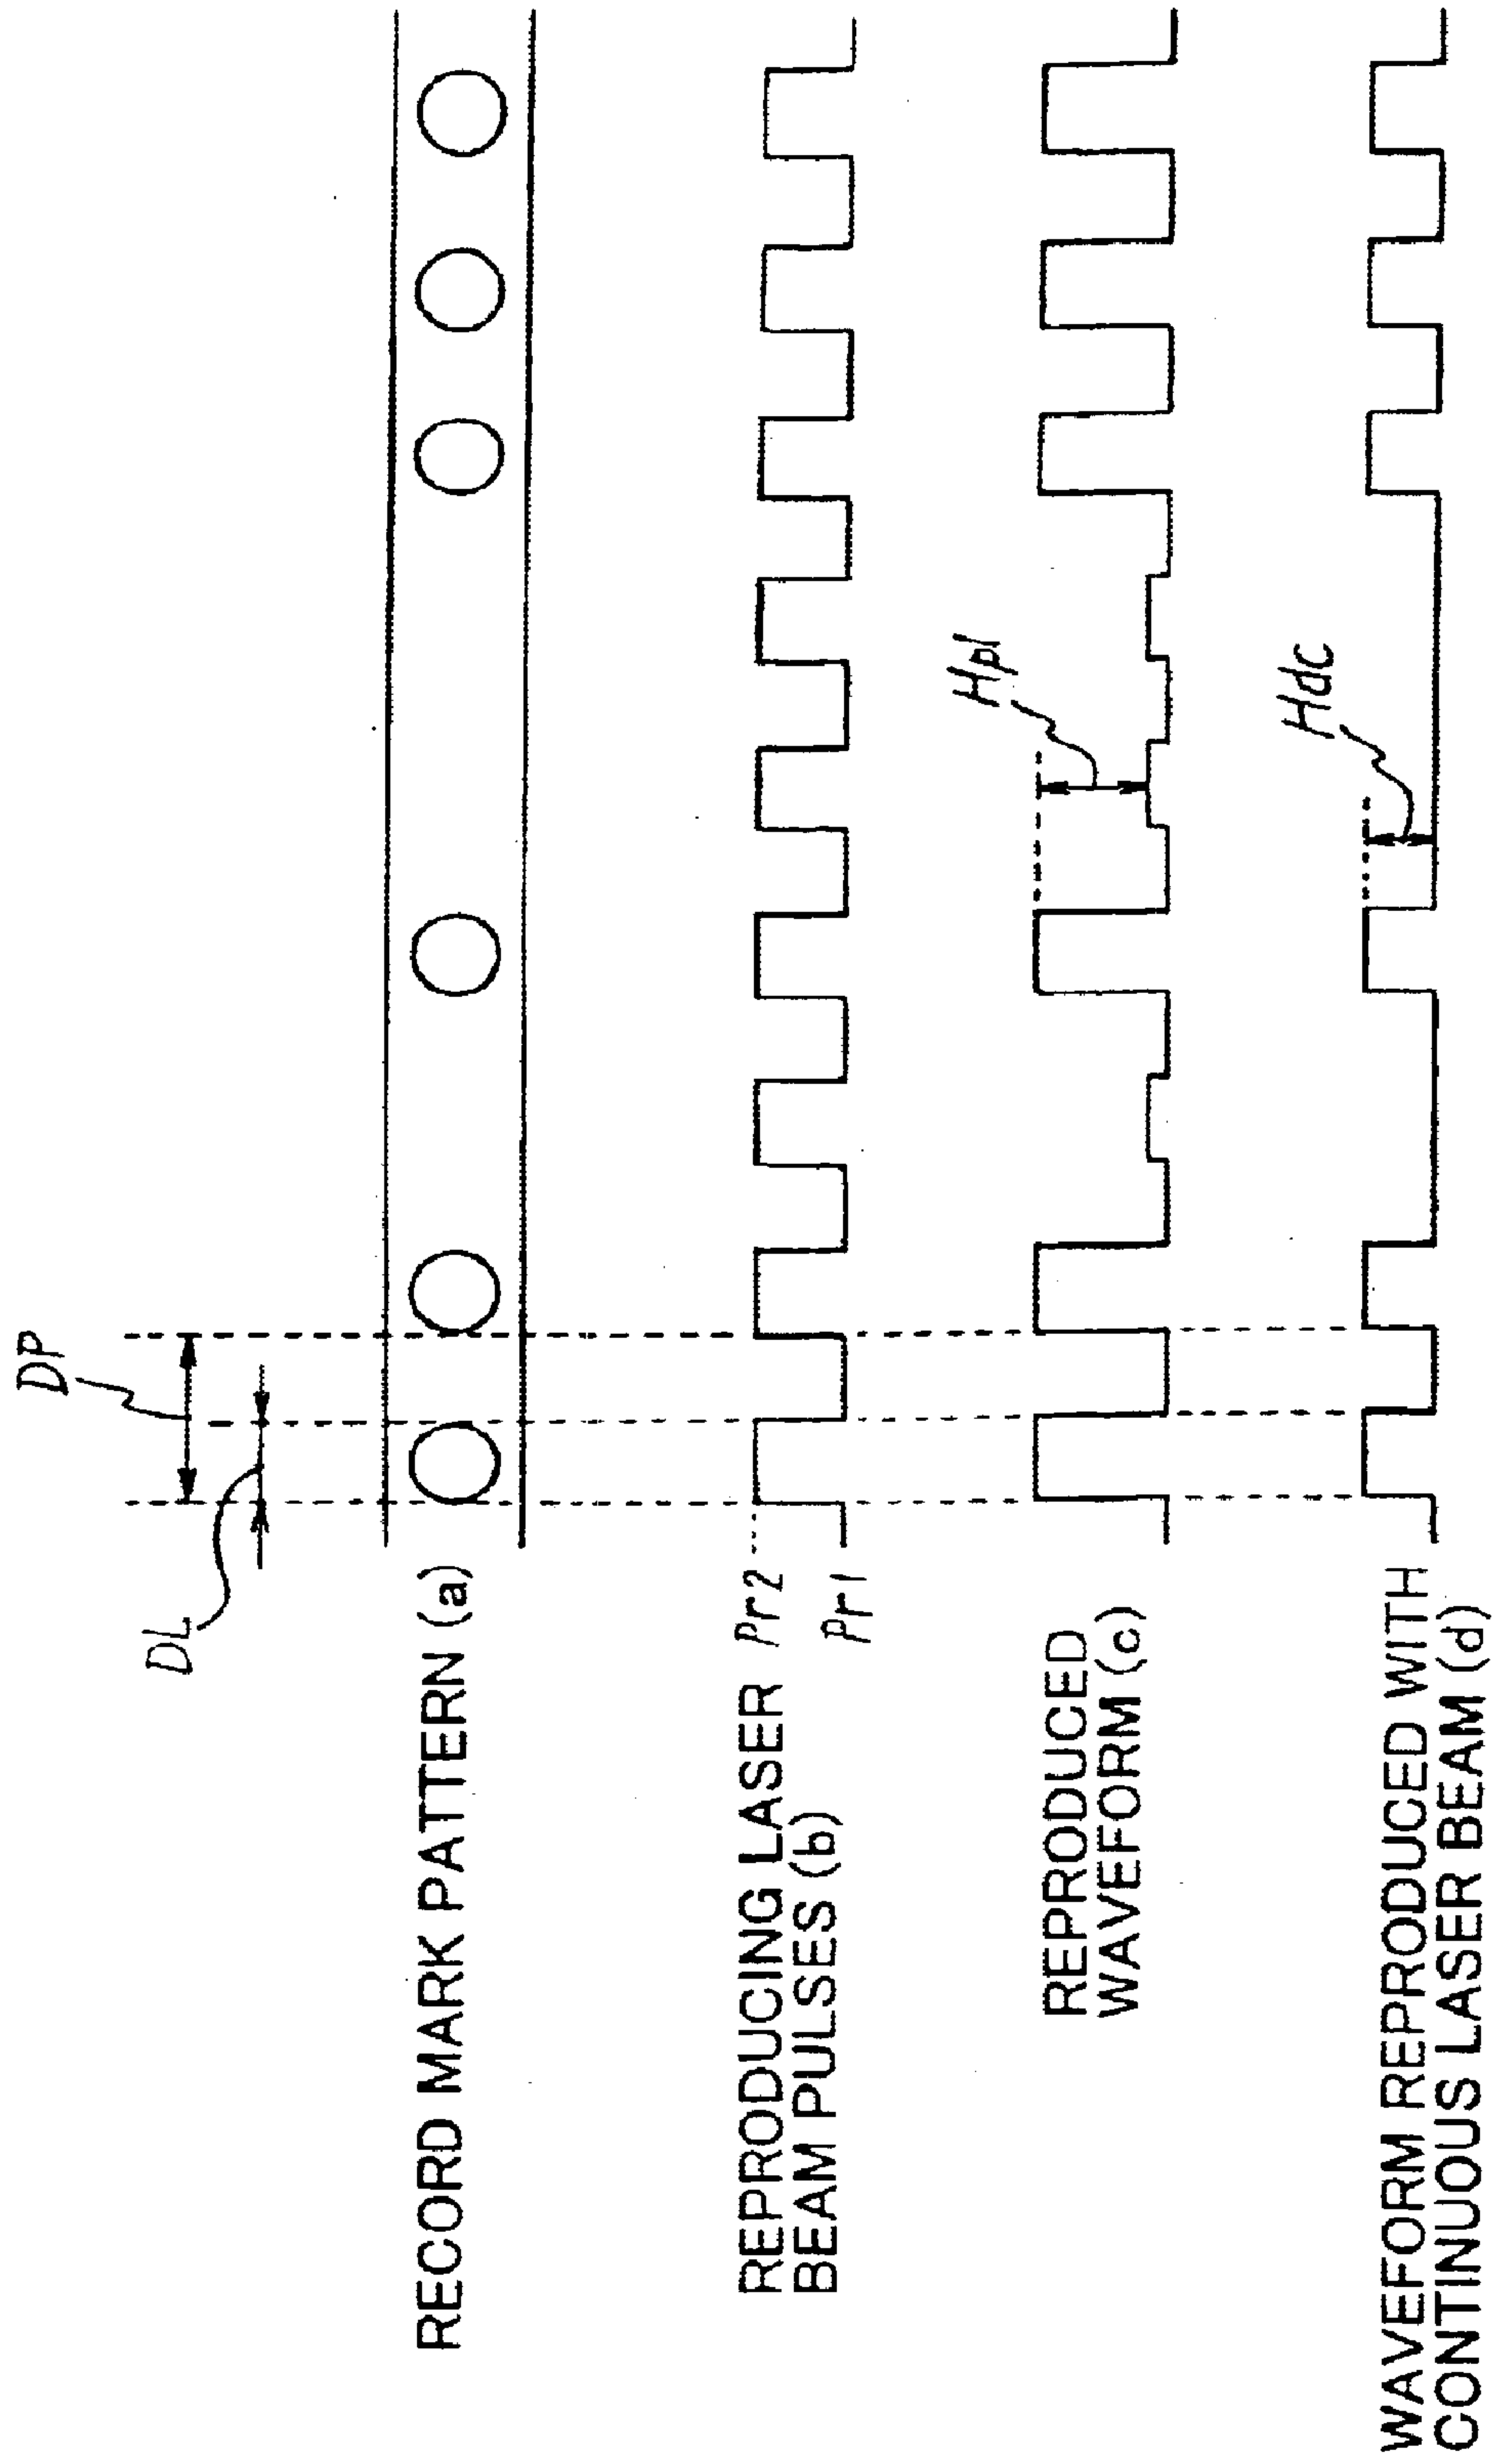 DP
DL
RECORD MARK PATTERN (a)
REPRODUCING LASER
BEAM PULSES (b)
Pr2
Pr1
Hpl
REPRODUCED
WAVEFORM (c)
Hdc
WAVEFORM REPRODUCED WITH
CONTINUOUS LASER BEAM (d)